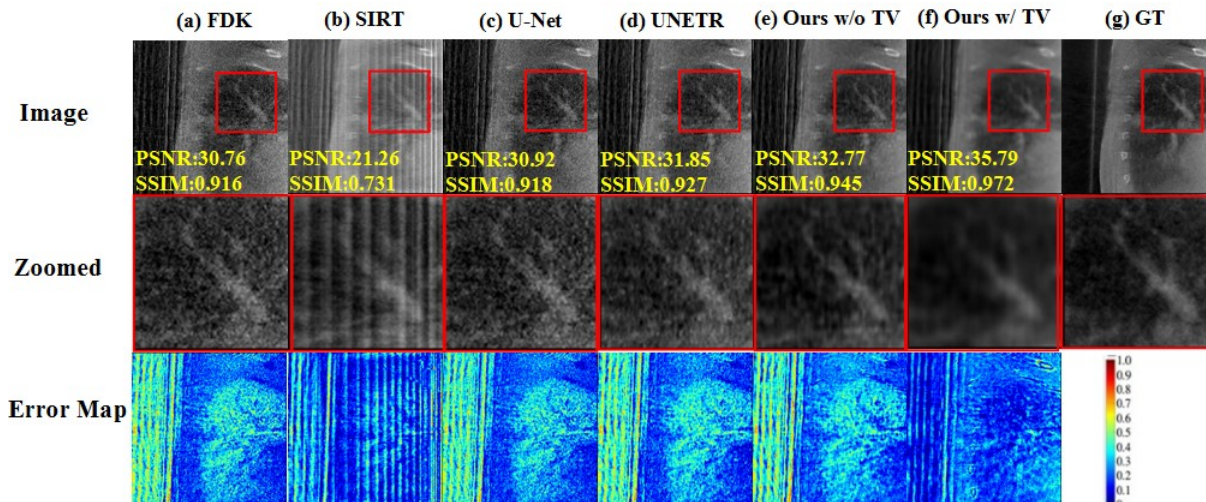 (a) FDK (b) SIRT (c) U-Net (d) UNETR (e) Ours w/o TV (f) Ours w/ TV (g) GT
Image
PSNR:30.76 PSNR:21.26 PSNR:30.92 PSNR:31.85 PSNR:32.77 PSNR:35.79
SSIM:0.916 SSIM:0.731 SSIM:0.918 SSIM:0.927 SSIM:0.945 SSIM:0.972
Zoomed
Error Map
1.0
0.9
0.8
0.7
0.6
0.5
0.4
0.3
0.2
0.1